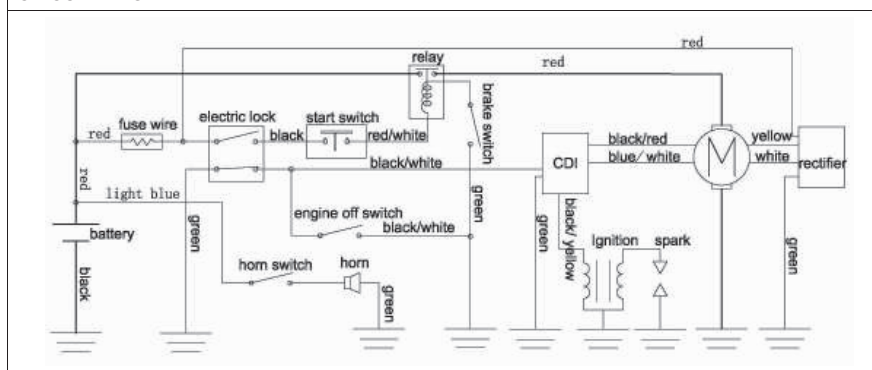 red
relay
red
brake switch
fuse wire
electric lock
start switch
red
black
red/white
black/red
yellow
CDI
M
blue/white
white
rectifier
black/white
red
light blue
green
engine off switch
black/white
green
battery
black/yellow
ignition
spark
green
green
horn switch
horn
black
green